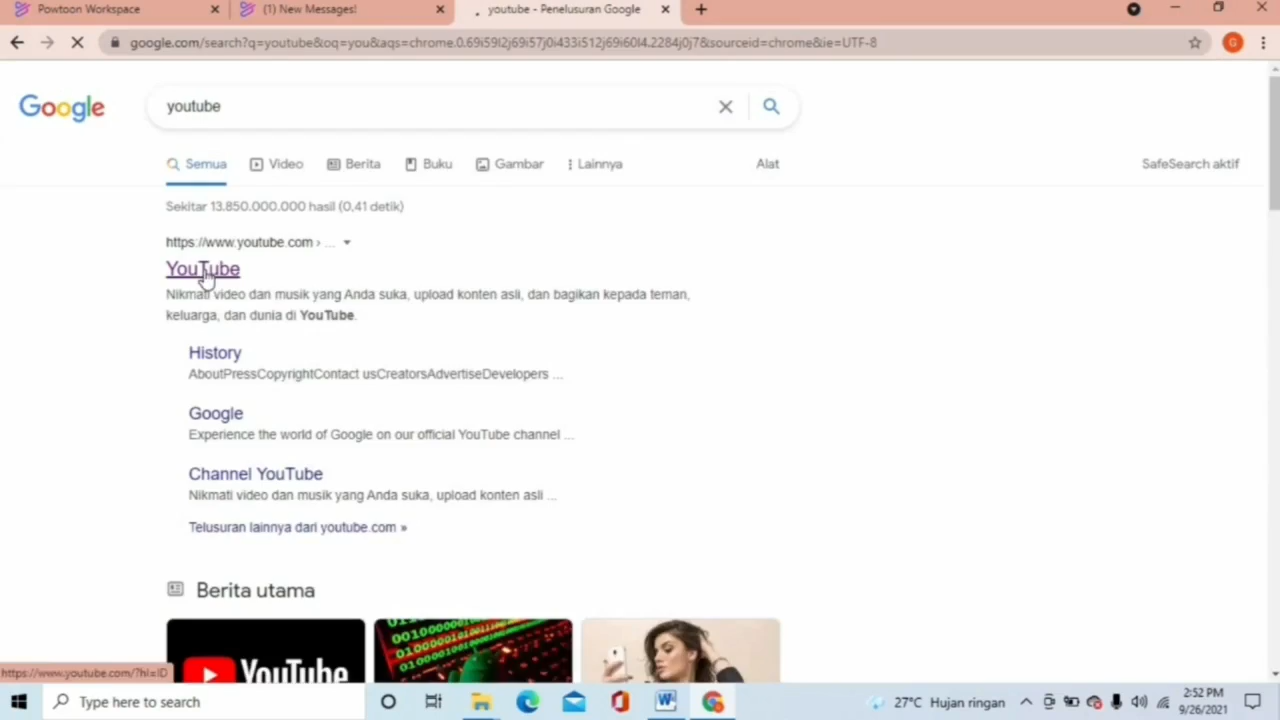 Powtoon Workspace
(1) New Messages!
youtube - Penelusuran Google
google.com/search?q=youtube&oq=you&aqs=chrome.0.69i59l2j69i57j0i433i512j69i60l4.2284j0j7&sourceid=chrome&ie=UTF-8
G
Google
youtube
Semua
Video
Berita
Buku
Gambar
Lainnya
Alat
SafeSearch aktif
Sekitar 13.850.000.000 hasil (0,41 detik)
https://www.youtube.com › ...
YouTube
Nikmati video dan musik yang Anda suka, upload konten asli, dan bagikan kepada teman,
keluarga, dan dunia di YouTube.
History
AboutPressCopyrightContact usCreatorsAdvertiseDevelopers ...
Google
Experience the world of Google on our official YouTube channel ...
Channel YouTube
Nikmati video dan musik yang Anda suka, upload konten asli ...
Telusuran lainnya dari youtube.com »
Berita utama
YouTube
https://www.youtube.com/?hl=ID
Type here to search
27°C Hujan ringan
2:52 PM
9/26/2021